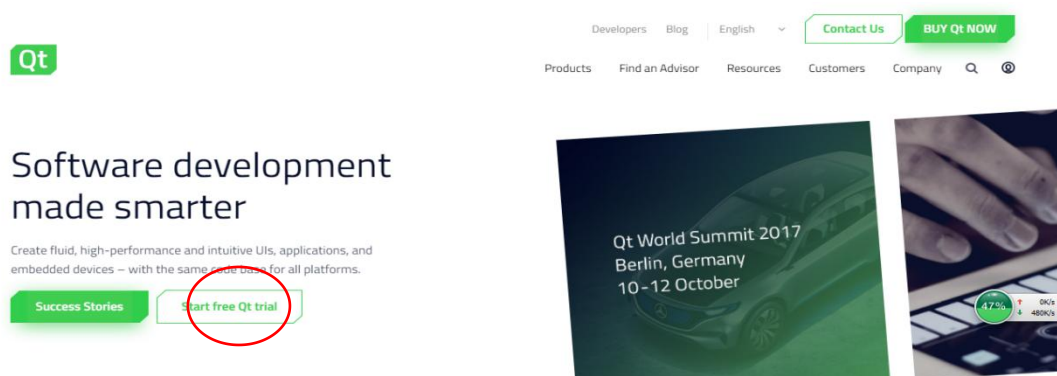 Developers Blog English Contact Us BUY Qt NOW
Qt
Products Find an Advisor Resources Customers Company
Software development
made smarter
Create fluid, high-performance and intuitive UIs, applications, and
embedded devices – with the same code base for all platforms.
Success Stories Start free Qt trial
Qt World Summit 2017
Berlin, Germany
10-12 October
47% ↑ 0K/s
↓ 480K/s